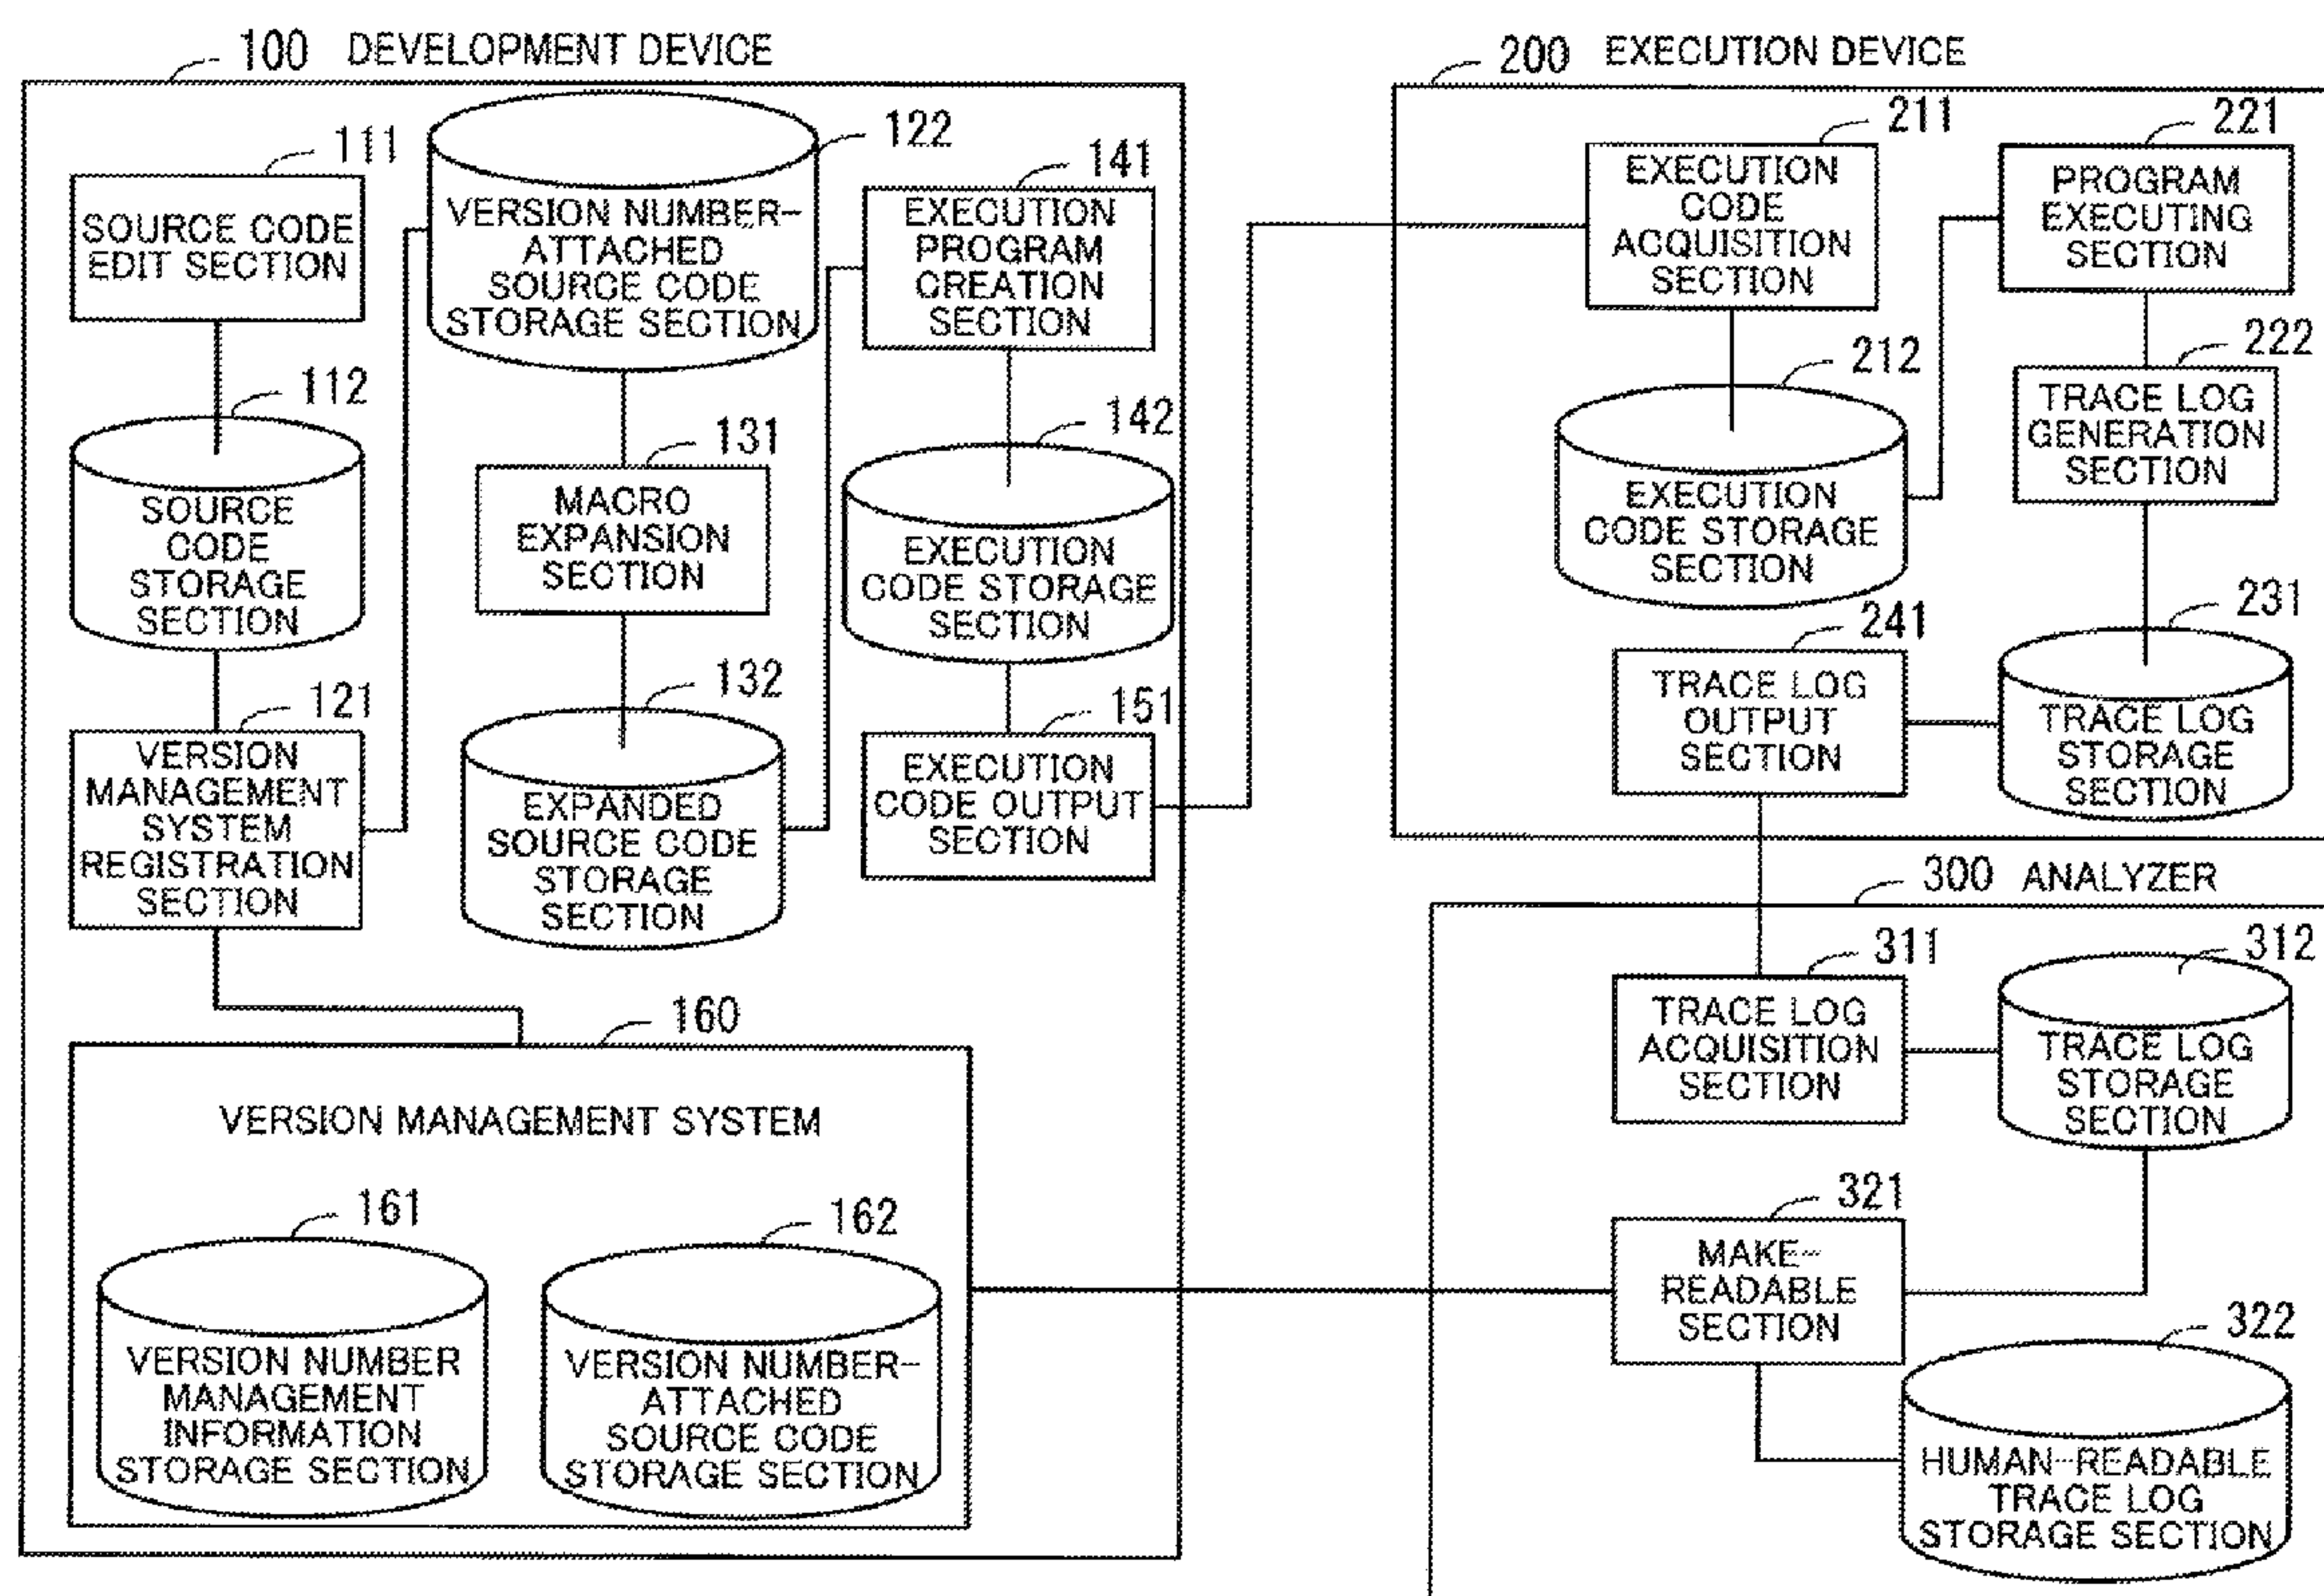 100 DEVELOPMENT DEVICE
111
SOURCE CODE
EDIT SECTION
112
SOURCE
CODE
STORAGE
SECTION
121
VERSION
MANAGEMENT
SYSTEM
REGISTRATION
SECTION
122
VERSION NUMBER-
ATTACHED
SOURCE CODE
STORAGE SECTION
131
MACRO
EXPANSION
SECTION
132
EXPANDED
SOURCE CODE
STORAGE
SECTION
141
EXECUTION
PROGRAM
CREATION
SECTION
142
EXECUTION
CODE STORAGE
SECTION
151
EXECUTION
CODE OUTPUT
SECTION
160
VERSION MANAGEMENT SYSTEM
161
VERSION NUMBER
MANAGEMENT
INFORMATION
STORAGE SECTION
162
VERSION NUMBER-
ATTACHED
SOURCE CODE
STORAGE SECTION
200 EXECUTION DEVICE
211
EXECUTION
CODE
ACQUISITION
SECTION
212
EXECUTION
CODE STORAGE
SECTION
221
PROGRAM
EXECUTING
SECTION
222
TRACE LOG
GENERATION
SECTION
231
TRACE LOG
STORAGE
SECTION
241
TRACE LOG
OUTPUT
SECTION
300 ANALYZER
311
TRACE LOG
ACQUISITION
SECTION
312
TRACE LOG
STORAGE
SECTION
321
MAKE-
READABLE
SECTION
322
HUMAN-READABLE
TRACE LOG
STORAGE SECTION